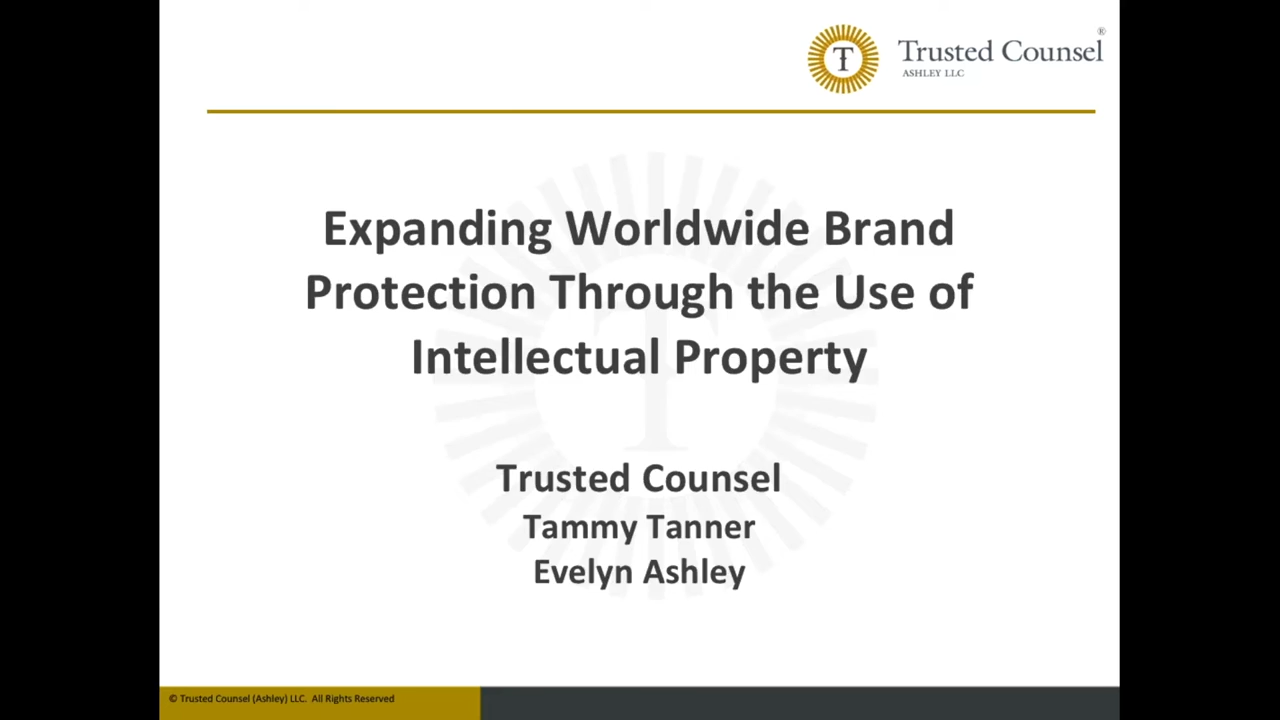 T
Trusted Counsel®
ASHLEY LLC
Expanding Worldwide Brand
Protection Through the Use of
Intellectual Property
Trusted Counsel
Tammy Tanner
Evelyn Ashley
© Trusted Counsel (Ashley) LLC. All Rights Reserved